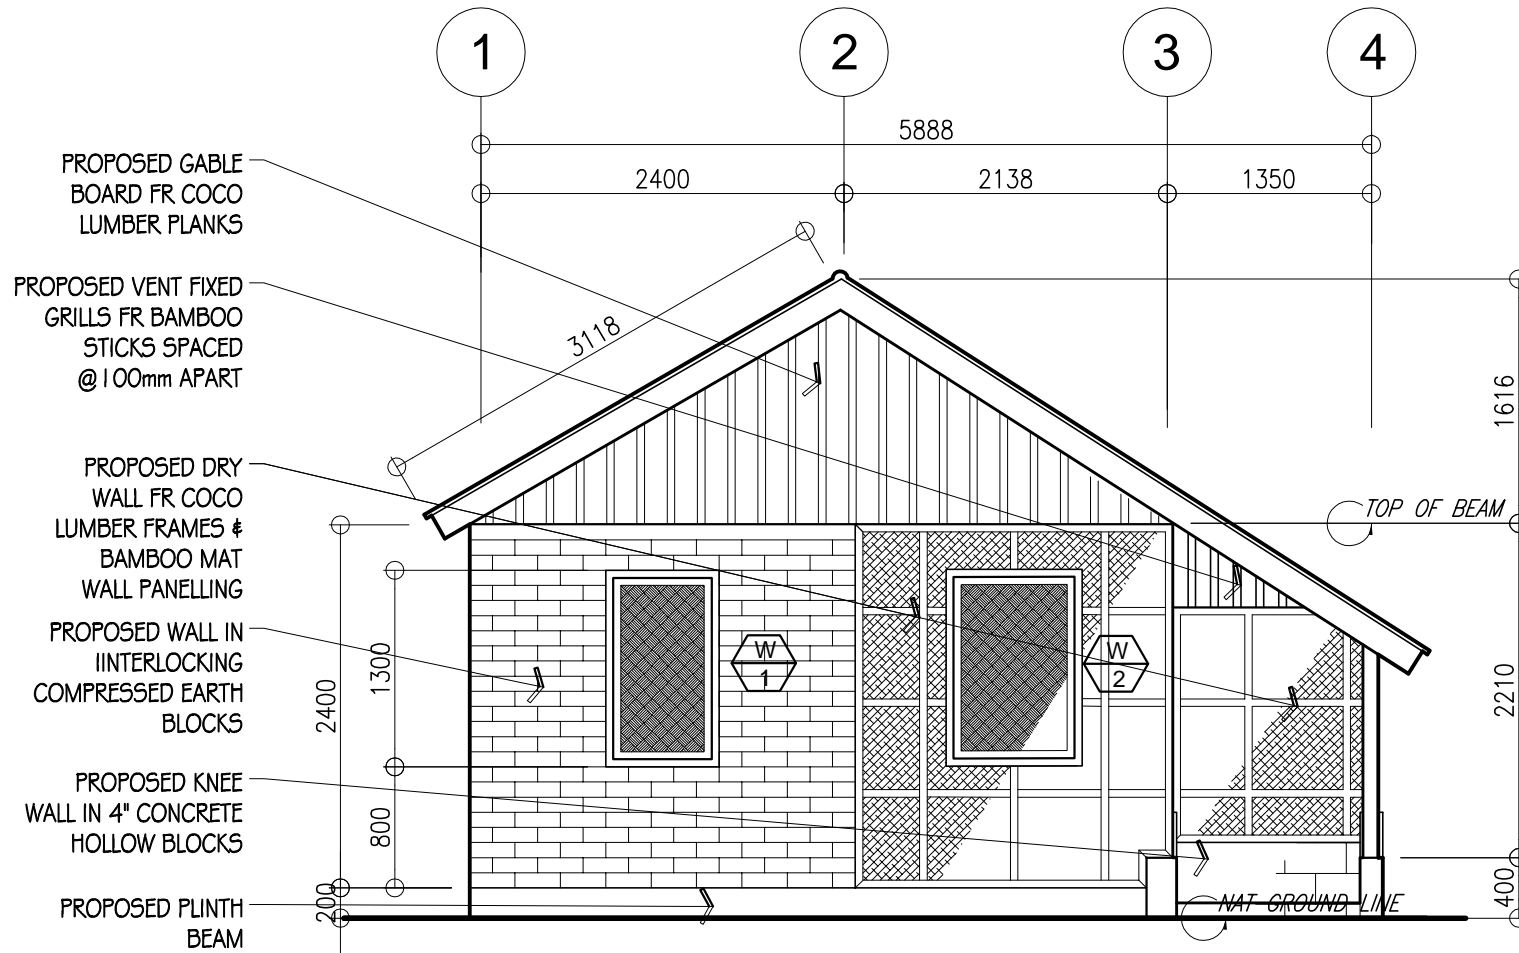 1
2
3
4
5888
2400
2138
1350
PROPOSED GABLE
BOARD FR COCO
LUMBER PLANKS
PROPOSED VENT FIXED
GRILLS FR BAMBOO
STICKS SPACED
@100mm APART
3118
1616
PROPOSED DRY
WALL FR COCO
LUMBER FRAMES &
BAMBOO MAT
WALL PANELLING
TOP OF BEAM
PROPOSED WALL IN
IINTERLOCKING
COMPRESSED EARTH
BLOCKS
2400
1300
W
1
W
2
2210
PROPOSED KNEE
WALL IN 4" CONCRETE
HOLLOW BLOCKS
800
400
200
PROPOSED PLINTH
BEAM
NAT GROUND LINE